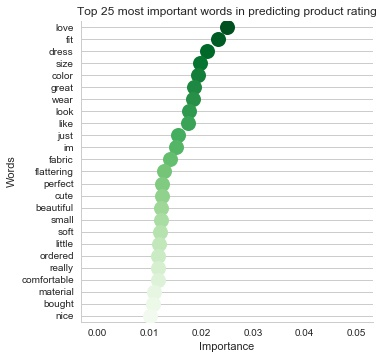 Top 25 most important words in predicting product rating
love
fit
dress
size
color
great
wear
look
like
just
im
fabric
flattering
perfect
cute
beautiful
small
soft
little
ordered
really
comfortable
material
bought
nice
Words
0.00 0.01 0.02 0.03 0.04 0.05
Importance